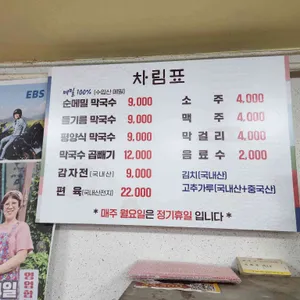 EBS
차림표
메밀 100% (수입산 메밀)
순메밀 막국수 9,000
들기름 막국수 9,000
평양식 막국수 9,000
막국수 곱빼기 12,000
감자전(국내산) 9,000
편 육(국내산한돈) 22,000
소 주 4,000
맥 주 4,000
막 걸 리 4,000
음 료 수 2,000
김치(국내산)
고추가루(국내산+중국산)
* 매주 월요일은 정기휴일 입니다 *